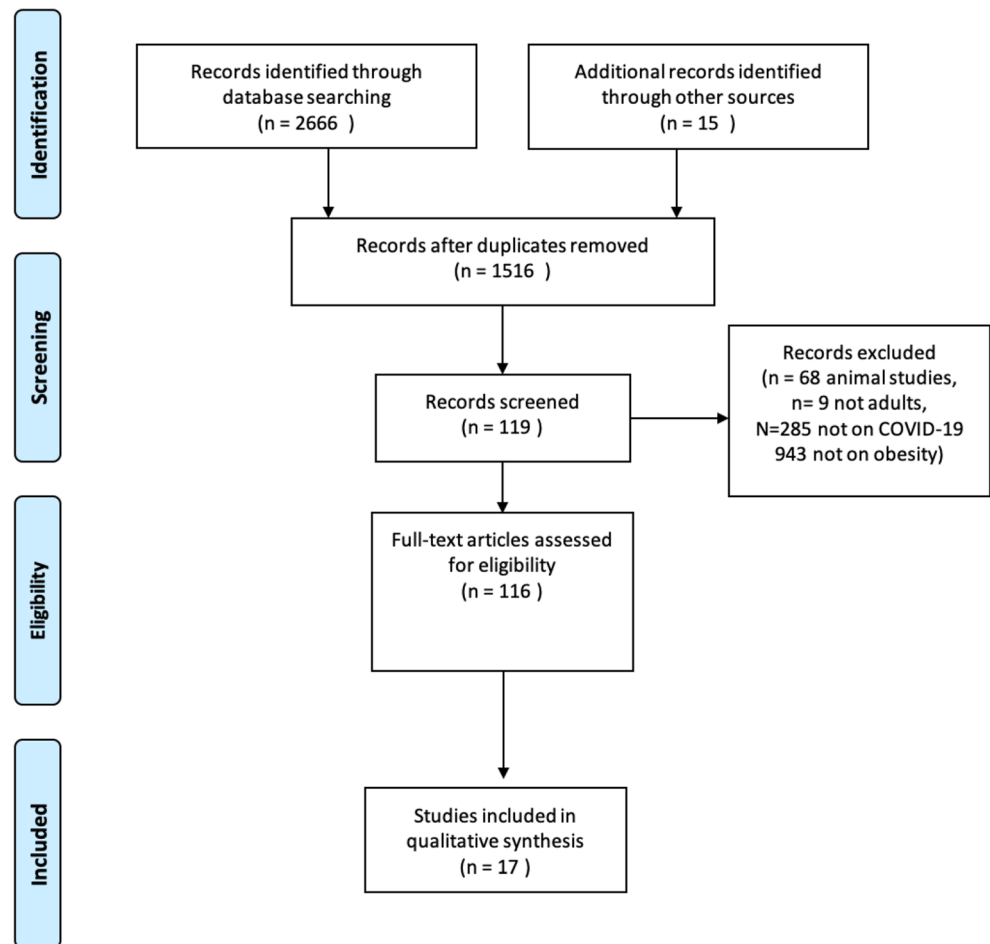 Identification
Records identified through
database searching
(n = 2666  )
Additional records identified
through other sources
(n = 15  )
Records after duplicates removed
(n = 1516  )
Screening
Records screened
(n = 119 )
Records excluded
(n = 68 animal studies,
n= 9 not adults,
N=285 not on COVID-19
943 not on obesity)
Eligibility
Full-text articles assessed
for eligibility
(n = 116 )
Included
Studies included in
qualitative synthesis
(n = 17 )